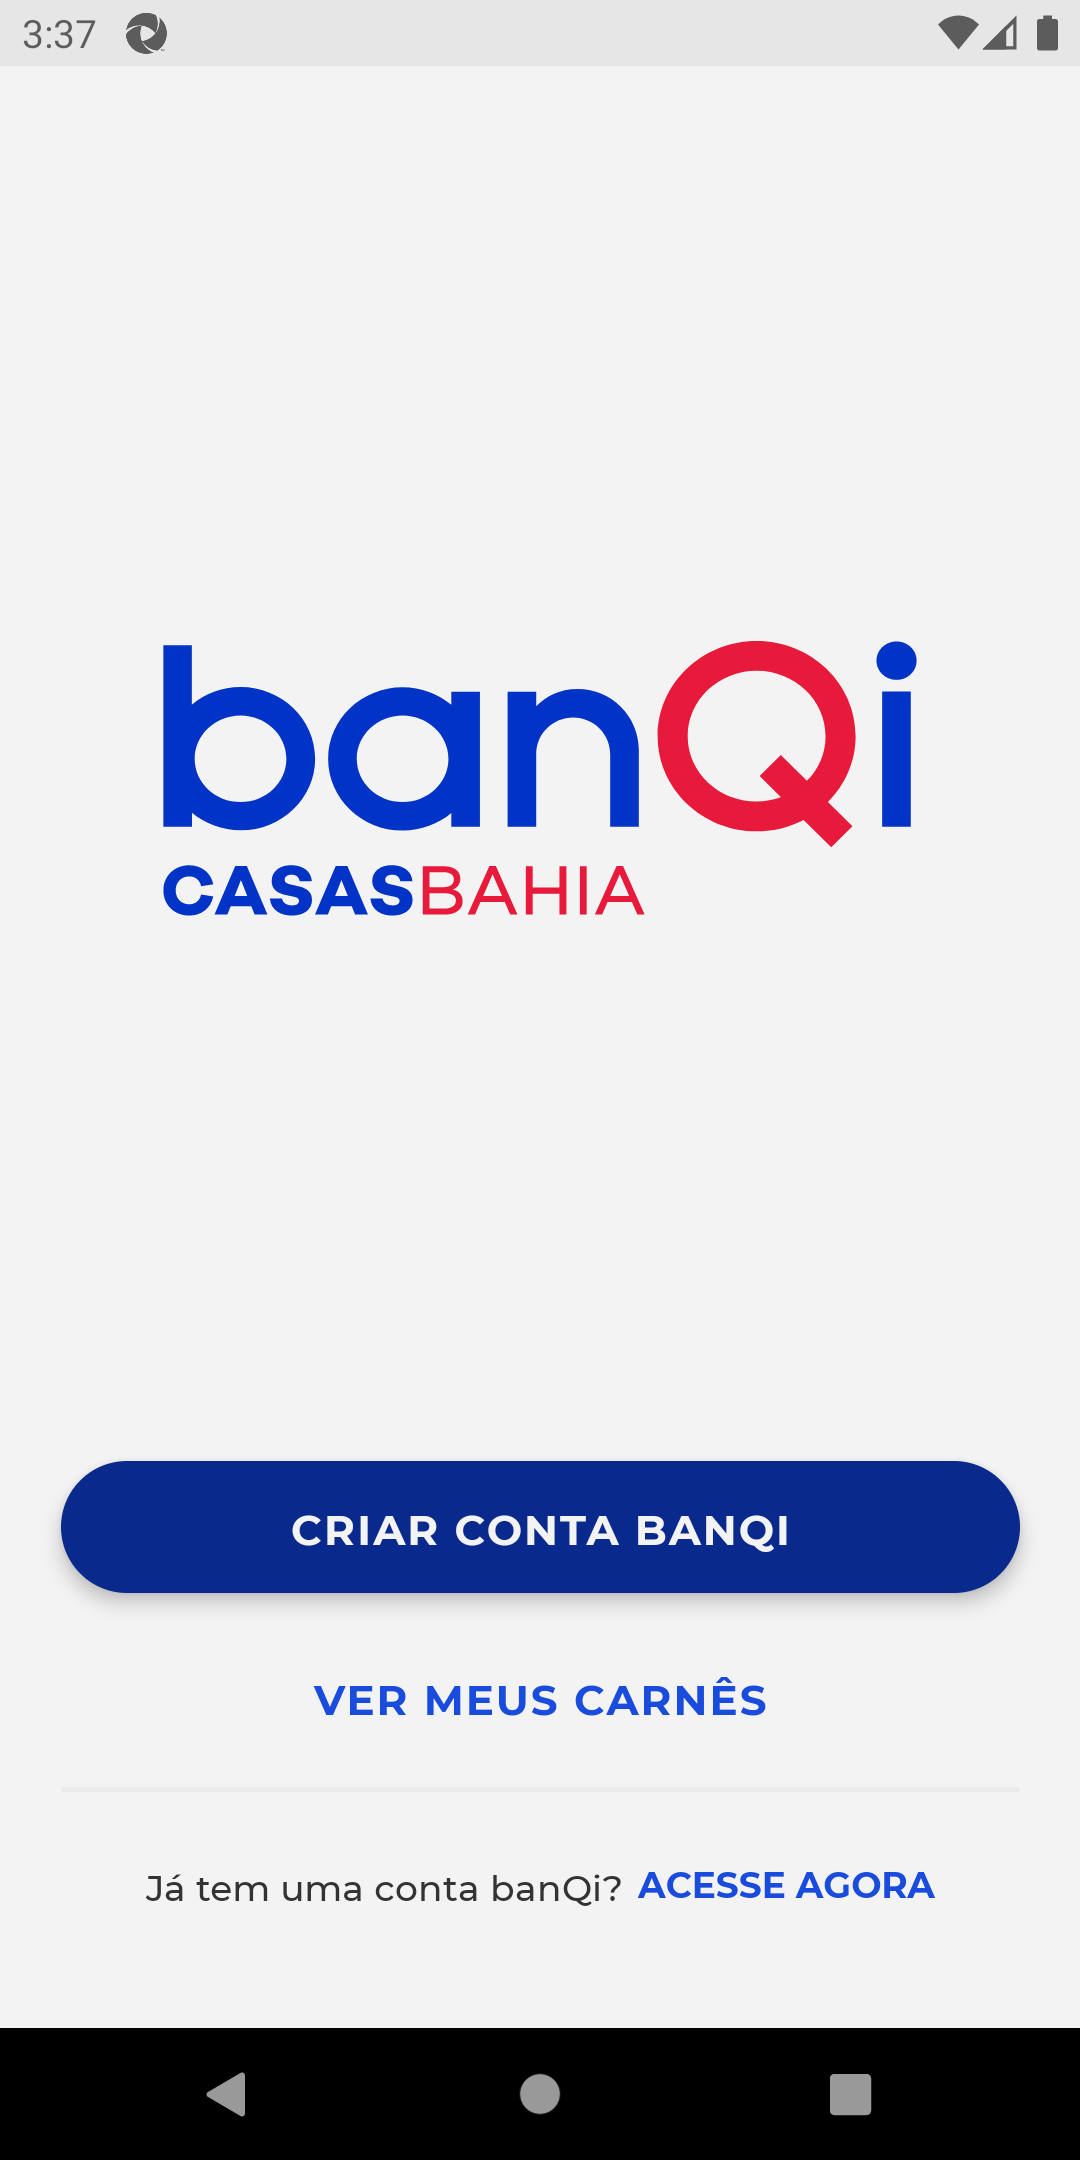 3:37
banQi
CASASBAHIA
CRIAR CONTA BANQI
VER MEUS CARNÊS
Já tem uma conta banQi? ACESSE AGORA